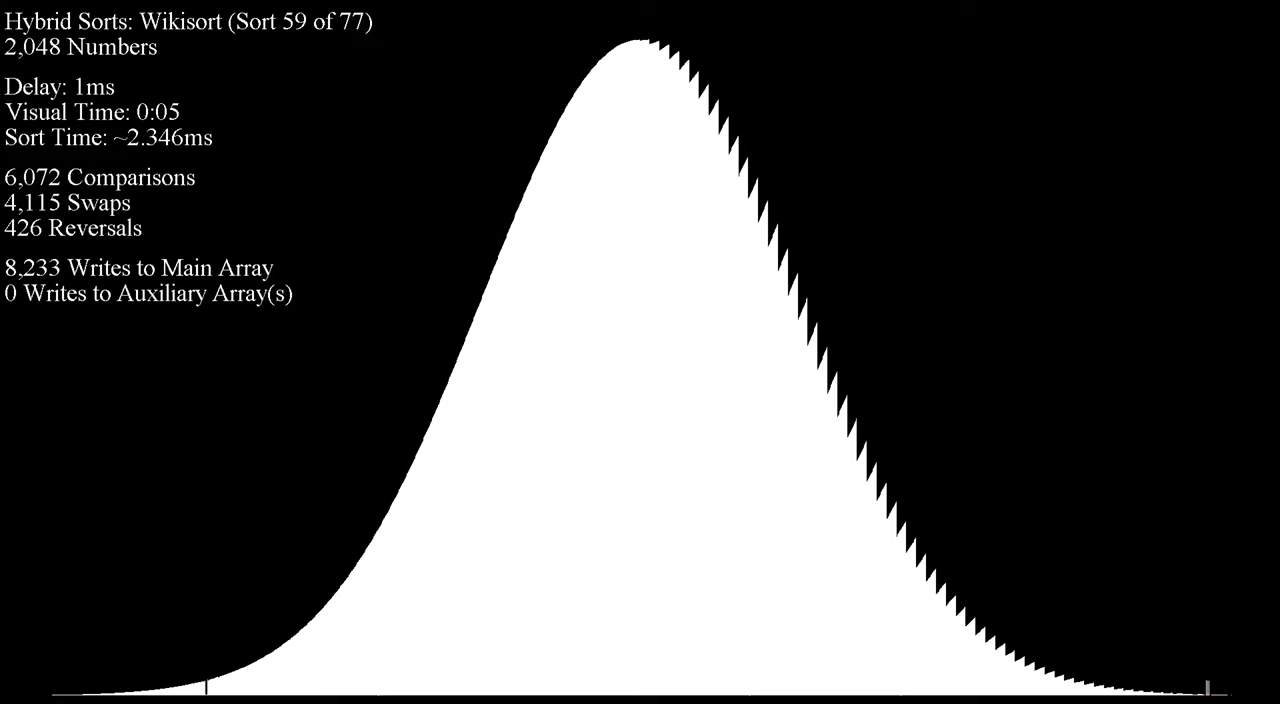 Hybrid Sorts: Wikisort (Sort 59 of 77)
2,048 Numbers
Delay: 1ms
Visual Time: 0:05
Sort Time: ~2.346ms
6,072 Comparisons
4,115 Swaps
426 Reversals
8,233 Writes to Main Array
0 Writes to Auxiliary Array(s)